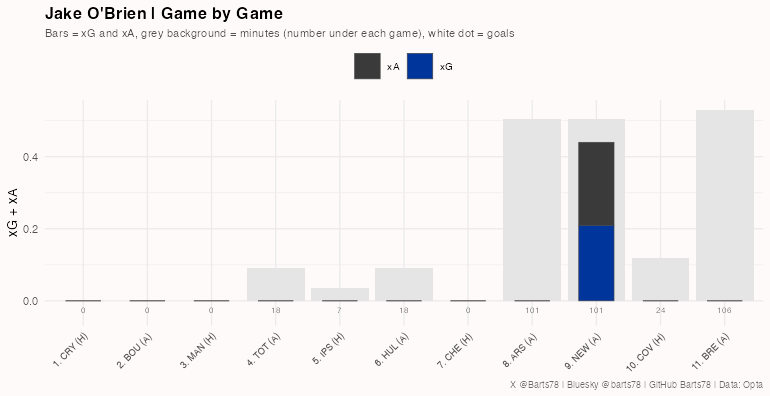 Jake O'Brien | Game by Game
Bars = xG and xA, grey background = minutes (number under each game), white dot = goals
xA xG
xG + xA
0.4
0.2
0.0
0 0 0 18 7 18 0 101 101 24 106
1. CRY (H) 2. BOU (A) 3. MAN (H) 4. TOT (A) 5. IPS (H) 6. HUL (A) 7. CHE (H) 8. ARS (A) 9. NEW (A) 10. COV (H) 11. BRE (A)
X @Barts78 | Bluesky @barts78 | GitHub Barts78 | Data: Opta